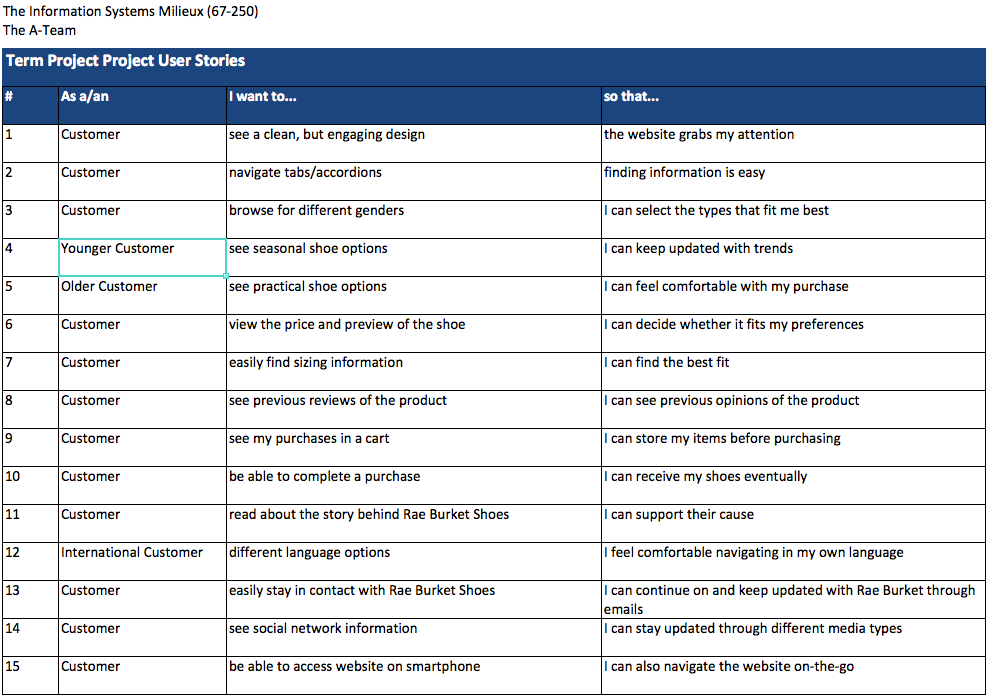 The Information Systems Milieux (67-250)
The A-Team
Term Project Project User Stories
# As a/an I want to... so that...
1 Customer see a clean, but engaging design the website grabs my attention
2 Customer navigate tabs/accordions finding information is easy
3 Customer browse for different genders I can select the types that fit me best
4 Younger Customer see seasonal shoe options I can keep updated with trends
5 Older Customer see practical shoe options I can feel comfortable with my purchase
6 Customer view the price and preview of the shoe I can decide whether it fits my preferences
7 Customer easily find sizing information I can find the best fit
8 Customer see previous reviews of the product I can see previous opinions of the product
9 Customer see my purchases in a cart I can store my items before purchasing
10 Customer be able to complete a purchase I can receive my shoes eventually
11 Customer read about the story behind Rae Burket Shoes I can support their cause
12 International Customer different language options I feel comfortable navigating in my own language
13 Customer easily stay in contact with Rae Burket Shoes I can continue on and keep updated with Rae Burket through
emails
14 Customer see social network information I can stay updated through different media types
15 Customer be able to access website on smartphone I can also navigate the website on-the-go